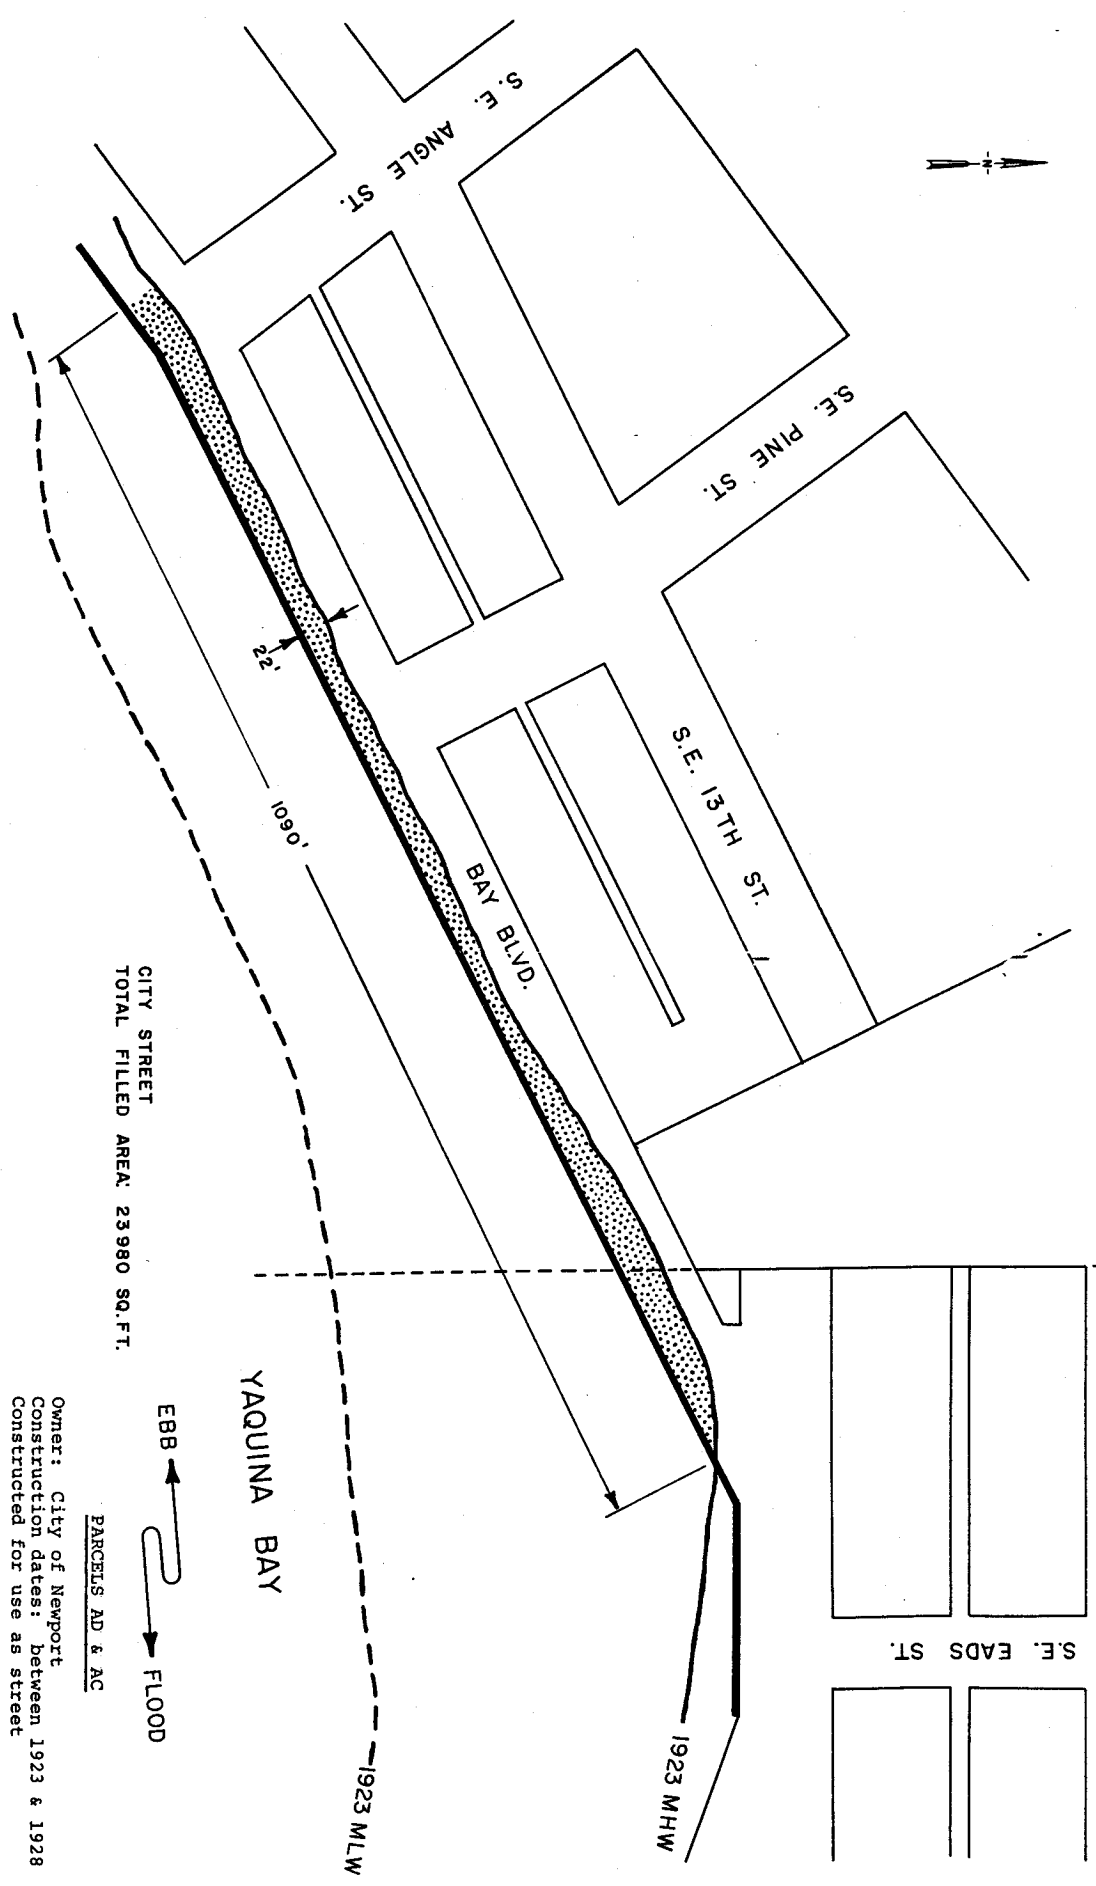 S.E. ANGLE ST.
N
S.E. PINE ST.
S.E. 13TH ST.
BAY BLVD.
22'
1090'
S.E. EADS ST.
1923 MHW
1923 MLW
YAQUINA BAY
EBB
FLOOD
CITY STREET
TOTAL FILLED AREA: 23980 SQ.FT.
PARCELS AD & AC
Owner: City of Newport
Construction dates: between 1923 & 1928
Constructed for use as street